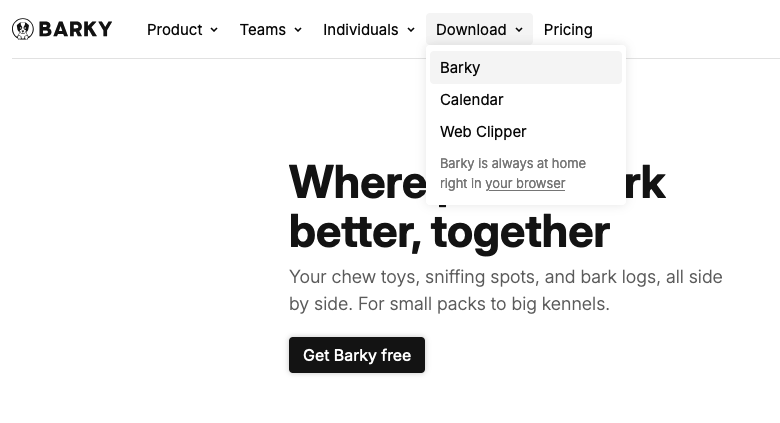 BARKY
Product
Teams
Individuals
Download
Pricing
Barky
Calendar
Web Clipper
Barky is always at home
right in your browser
Where rk
better, together
Your chew toys, sniffing spots, and bark logs, all side
by side. For small packs to big kennels.
Get Barky free